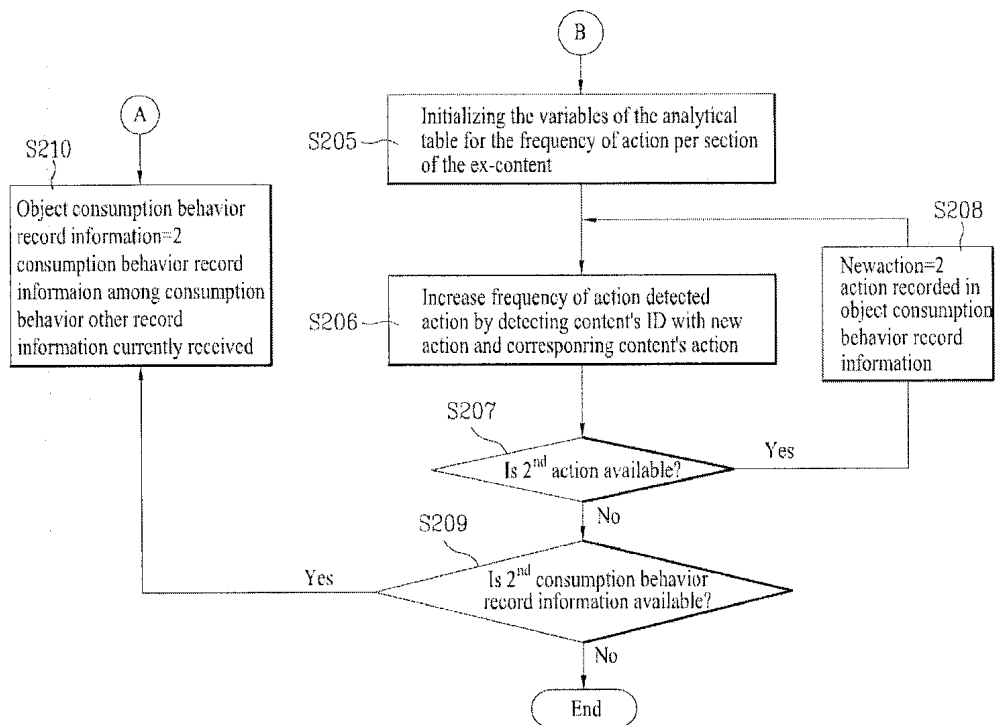 B
Initializing the variables of the analytical
table for the frequency of action per section
of the ex-content
S205
A
S210
Object consumption behavior
record information=2
consumption behavior record
informaion among consumption
behavior other record
information currently received
S208
Newaction=2
action recorded in
object consumption
behavior record
information
Increase frequency of action detected
action by detecting content's ID with new
action and corresponring content's action
S206
S207
Is 2nd action available?
Yes
No
S209
Is 2nd consumption behavior
record information available?
Yes
No
End